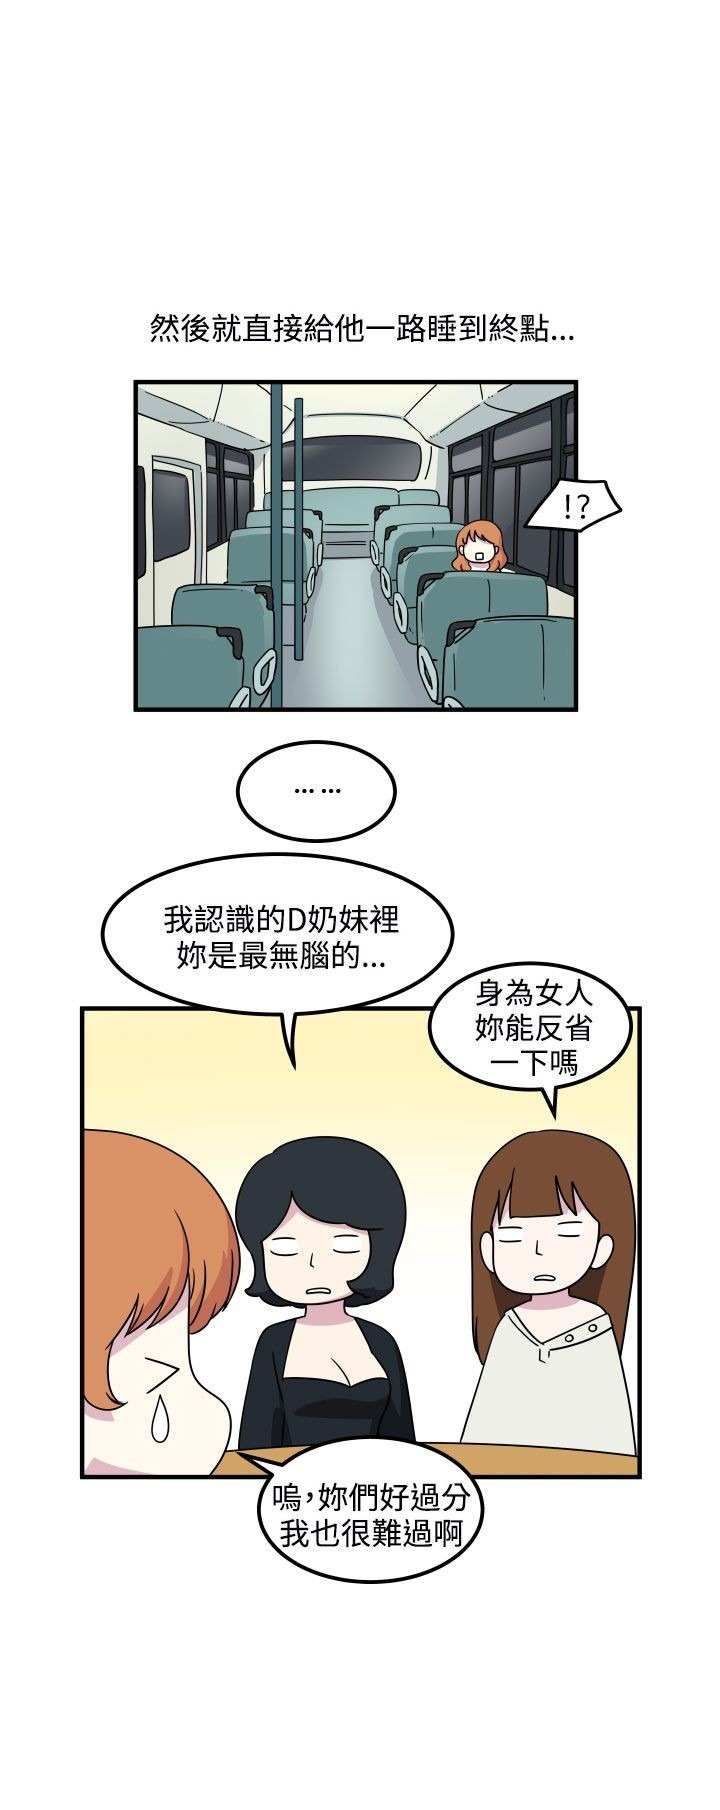 然後就直接給他一路睡到終點...
!?
... ...
我認識的D奶妹裡
妳是最無腦的...
身為女人
妳能反省
一下嗎
嗚,妳們好過分
我也很難過啊